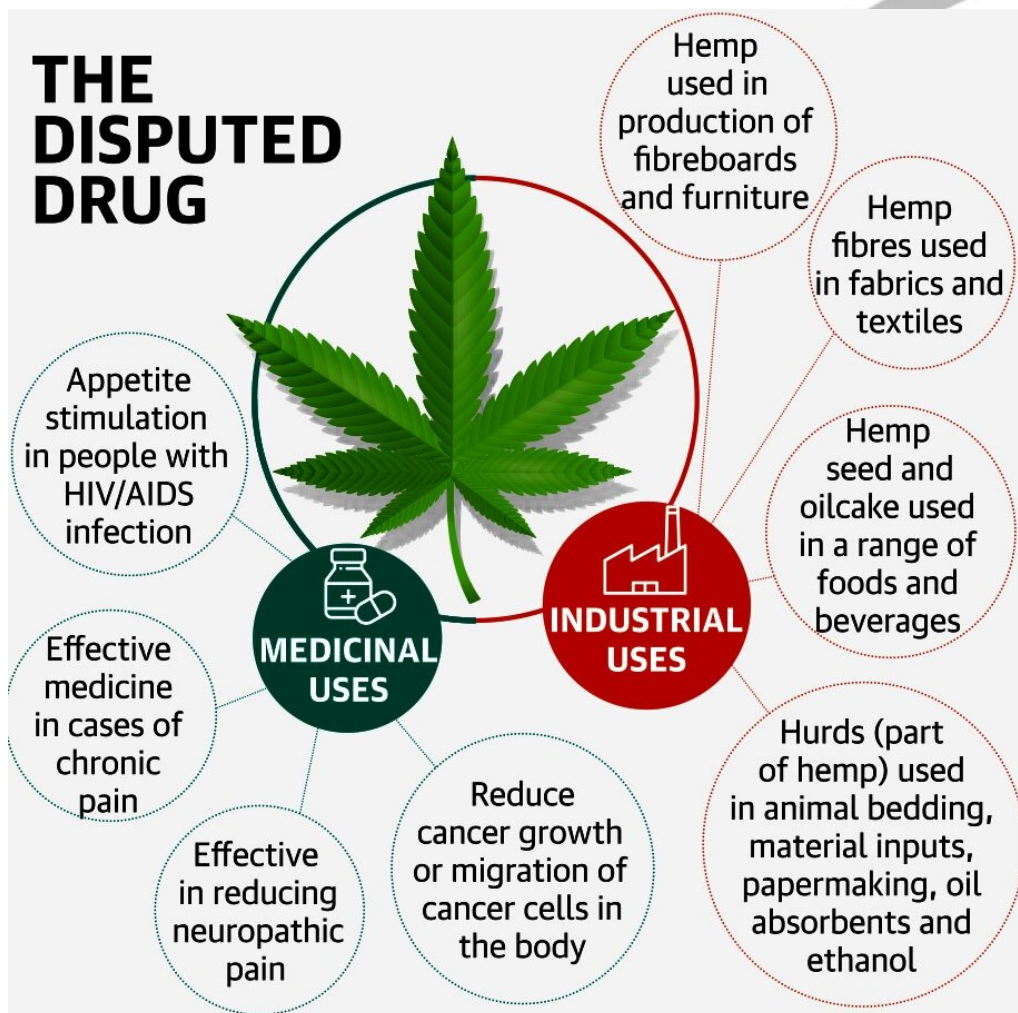 THE
DISPUTED
DRUG
Hemp
used in
production of
fibreboards
and furniture
Hemp
fibres used
in fabrics and
textiles
Hemp
seed and
oilcake used
in a range of
foods and
beverages
INDUSTRIAL
USES
Hurds (part
of hemp) used
in animal bedding,
material inputs,
papermaking, oil
absorbents and
ethanol
Appetite
stimulation
in people with
HIV/AIDS
infection
MEDICINAL
USES
Effective
medicine
in cases of
chronic
pain
Effective
in reducing
neuropathic
pain
Reduce
cancer growth
or migration of
cancer cells in
the body